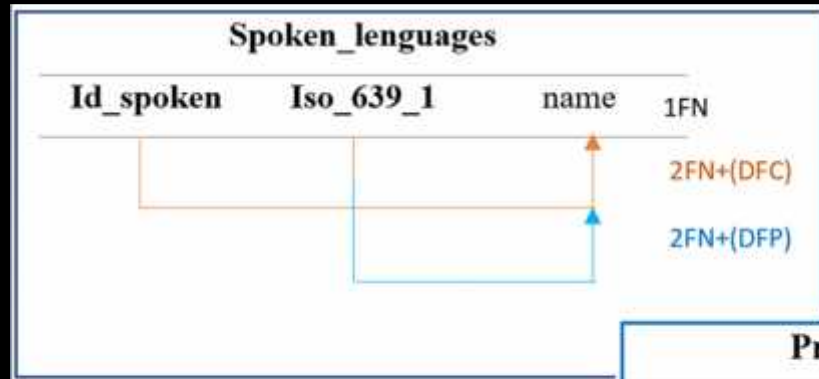 Spoken_lenguages
Id_spoken Iso_639_1 name 1FN
2FN+(DFC)
2FN+(DFP)